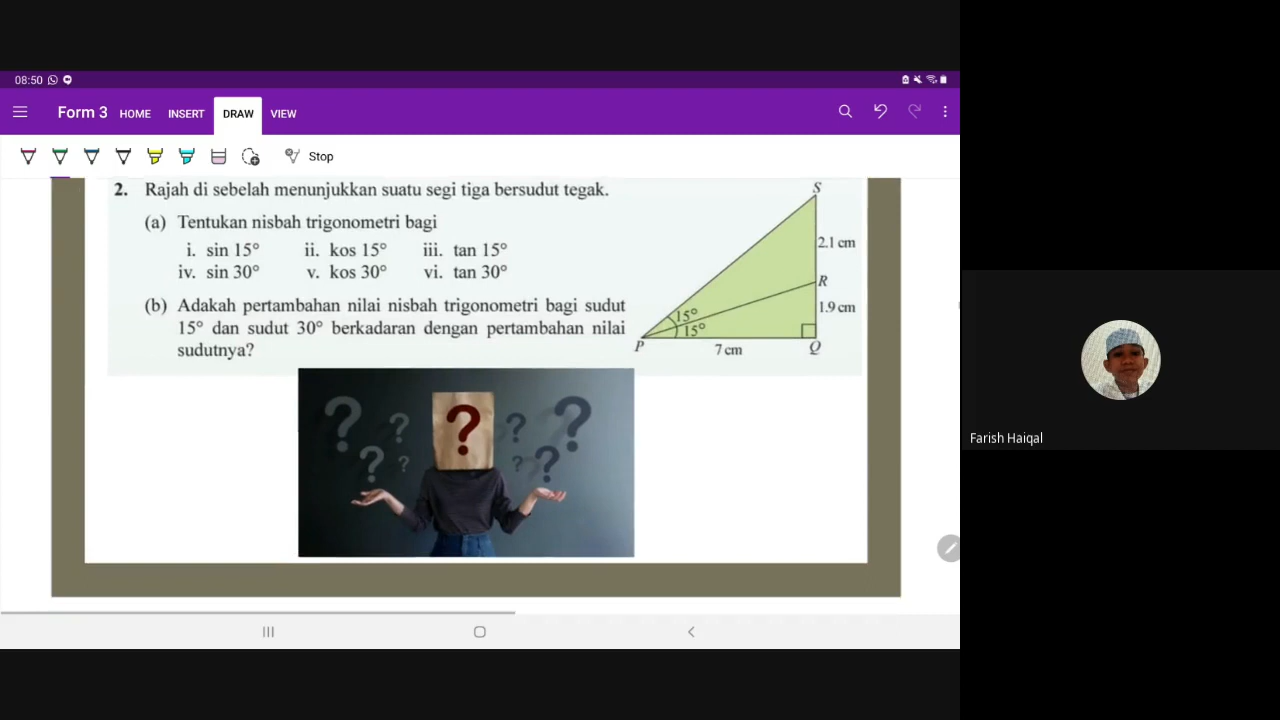 08:50
Form 3 HOME INSERT DRAW VIEW
Stop
2. Rajah di sebelah menunjukkan suatu segi tiga bersudut tegak.
(a) Tentukan nisbah trigonometri bagi
i. sin 15° ii. kos 15° iii. tan 15°
iv. sin 30° v. kos 30° vi. tan 30°
(b) Adakah pertambahan nilai nisbah trigonometri bagi sudut
15° dan sudut 30° berkadaran dengan pertambahan nilai
sudutnya?
S
2.1 cm
R
1.9 cm
15°
15°
P
7 cm
Q
?
? ? ? ?
? ? ? ?
Farish Haiqal